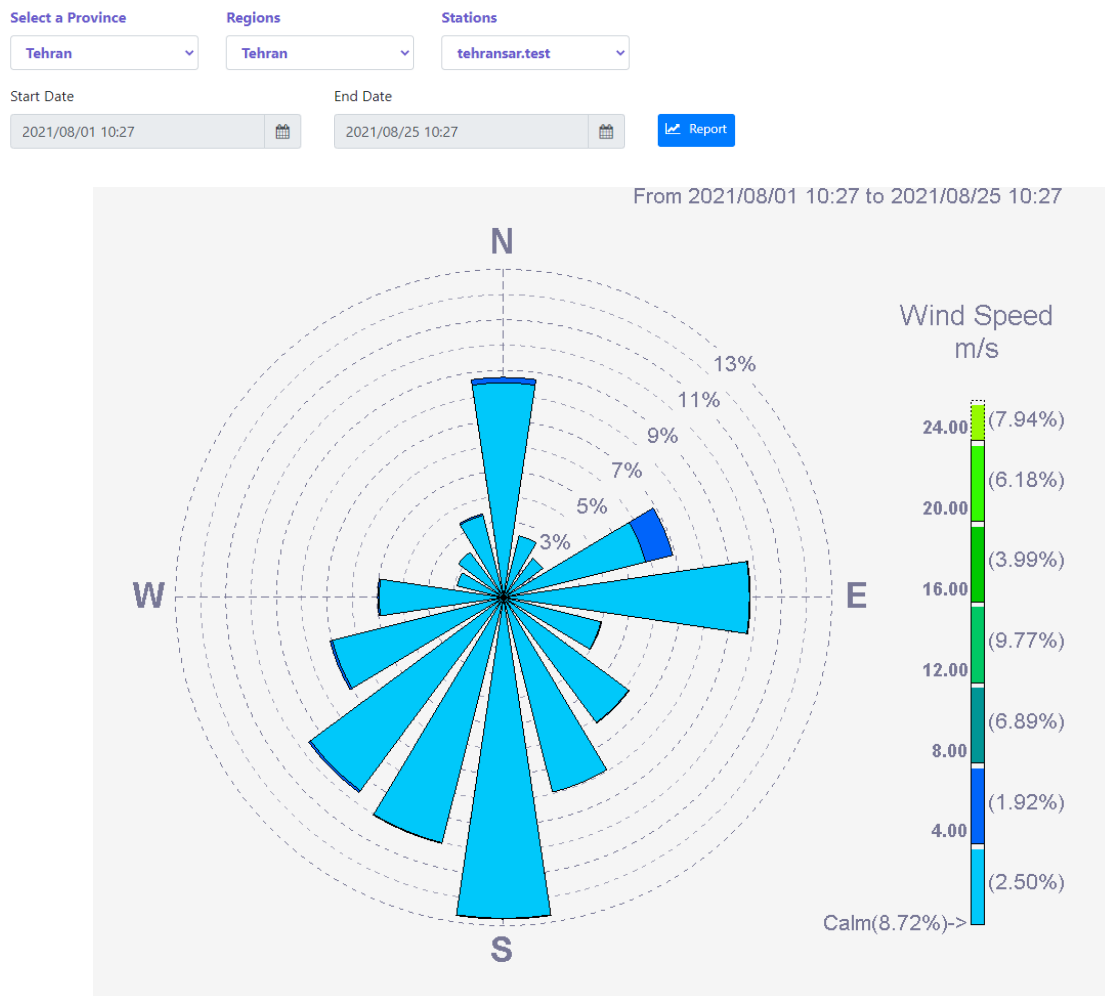 Select a Province Regions Stations
Tehran Tehran tehransar.test
Start Date End Date
2021/08/01 10:27 2021/08/25 10:27 Report
From 2021/08/01 10:27 to 2021/08/25 10:27
N
Wind Speed
m/s
13%
11%
9%
7%
5%
3%
W E
S
24.00 (7.94%)
(6.18%)
20.00
(3.99%)
16.00
(9.77%)
12.00
(6.89%)
8.00
(1.92%)
4.00
(2.50%)
Calm(8.72%)->